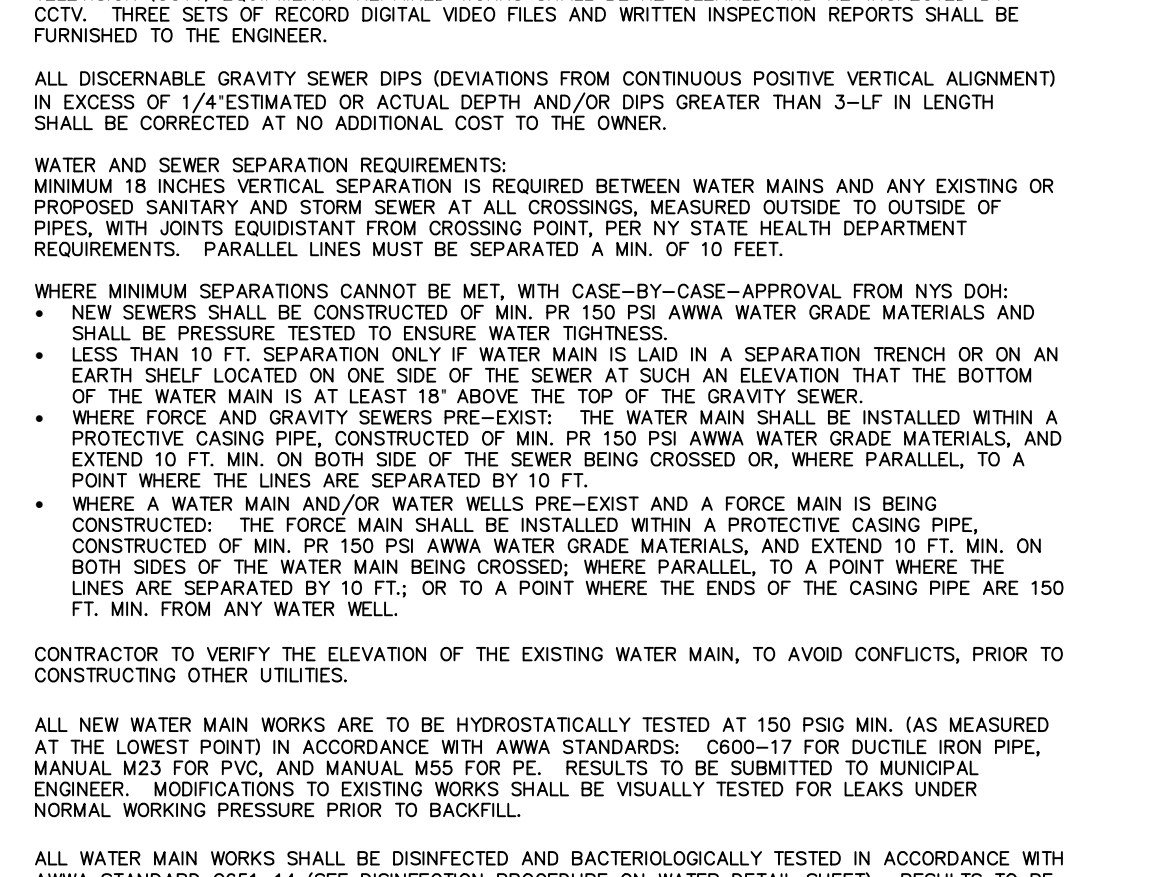 CCTV. THREE SETS OF RECORD DIGITAL VIDEO FILES AND WRITTEN INSPECTION REPORTS SHALL BE
FURNISHED TO THE ENGINEER.
ALL DISCERNABLE GRAVITY SEWER DIPS (DEVIATIONS FROM CONTINUOUS POSITIVE VERTICAL ALIGNMENT)
IN EXCESS OF 1/4"ESTIMATED OR ACTUAL DEPTH AND/OR DIPS GREATER THAN 3-LF IN LENGTH
SHALL BE CORRECTED AT NO ADDITIONAL COST TO THE OWNER.
WATER AND SEWER SEPARATION REQUIREMENTS:
MINIMUM 18 INCHES VERTICAL SEPARATION IS REQUIRED BETWEEN WATER MAINS AND ANY EXISTING OR
PROPOSED SANITARY AND STORM SEWER AT ALL CROSSINGS, MEASURED OUTSIDE TO OUTSIDE OF
PIPES, WITH JOINTS EQUIDISTANT FROM CROSSING POINT, PER NY STATE HEALTH DEPARTMENT
REQUIREMENTS. PARALLEL LINES MUST BE SEPARATED A MIN. OF 10 FEET.
WHERE MINIMUM SEPARATIONS CANNOT BE MET, WITH CASE-BY-CASE-APPROVAL FROM NYS DOH:
• NEW SEWERS SHALL BE CONSTRUCTED OF MIN. PR 150 PSI AWWA WATER GRADE MATERIALS AND
SHALL BE PRESSURE TESTED TO ENSURE WATER TIGHTNESS.
• LESS THAN 10 FT. SEPARATION ONLY IF WATER MAIN IS LAID IN A SEPARATION TRENCH OR ON AN
EARTH SHELF LOCATED ON ONE SIDE OF THE SEWER AT SUCH AN ELEVATION THAT THE BOTTOM
OF THE WATER MAIN IS AT LEAST 18" ABOVE THE TOP OF THE GRAVITY SEWER.
• WHERE FORCE AND GRAVITY SEWERS PRE-EXIST: THE WATER MAIN SHALL BE INSTALLED WITHIN A
PROTECTIVE CASING PIPE, CONSTRUCTED OF MIN. PR 150 PSI AWWA WATER GRADE MATERIALS, AND
EXTEND 10 FT. MIN. ON BOTH SIDE OF THE SEWER BEING CROSSED OR, WHERE PARALLEL, TO A
POINT WHERE THE LINES ARE SEPARATED BY 10 FT.
• WHERE A WATER MAIN AND/OR WATER WELLS PRE-EXIST AND A FORCE MAIN IS BEING
CONSTRUCTED: THE FORCE MAIN SHALL BE INSTALLED WITHIN A PROTECTIVE CASING PIPE,
CONSTRUCTED OF MIN. PR 150 PSI AWWA WATER GRADE MATERIALS, AND EXTEND 10 FT. MIN. ON
BOTH SIDES OF THE WATER MAIN BEING CROSSED; WHERE PARALLEL, TO A POINT WHERE THE
LINES ARE SEPARATED BY 10 FT.; OR TO A POINT WHERE THE ENDS OF THE CASING PIPE ARE 150
FT. MIN. FROM ANY WATER WELL.
CONTRACTOR TO VERIFY THE ELEVATION OF THE EXISTING WATER MAIN, TO AVOID CONFLICTS, PRIOR TO
CONSTRUCTING OTHER UTILITIES.
ALL NEW WATER MAIN WORKS ARE TO BE HYDROSTATICALLY TESTED AT 150 PSIG MIN. (AS MEASURED
AT THE LOWEST POINT) IN ACCORDANCE WITH AWWA STANDARDS: C600-17 FOR DUCTILE IRON PIPE,
MANUAL M23 FOR PVC, AND MANUAL M55 FOR PE. RESULTS TO BE SUBMITTED TO MUNICIPAL
ENGINEER. MODIFICATIONS TO EXISTING WORKS SHALL BE VISUALLY TESTED FOR LEAKS UNDER
NORMAL WORKING PRESSURE PRIOR TO BACKFILL.
ALL WATER MAIN WORKS SHALL BE DISINFECTED AND BACTERIOLOGICALLY TESTED IN ACCORDANCE WITH